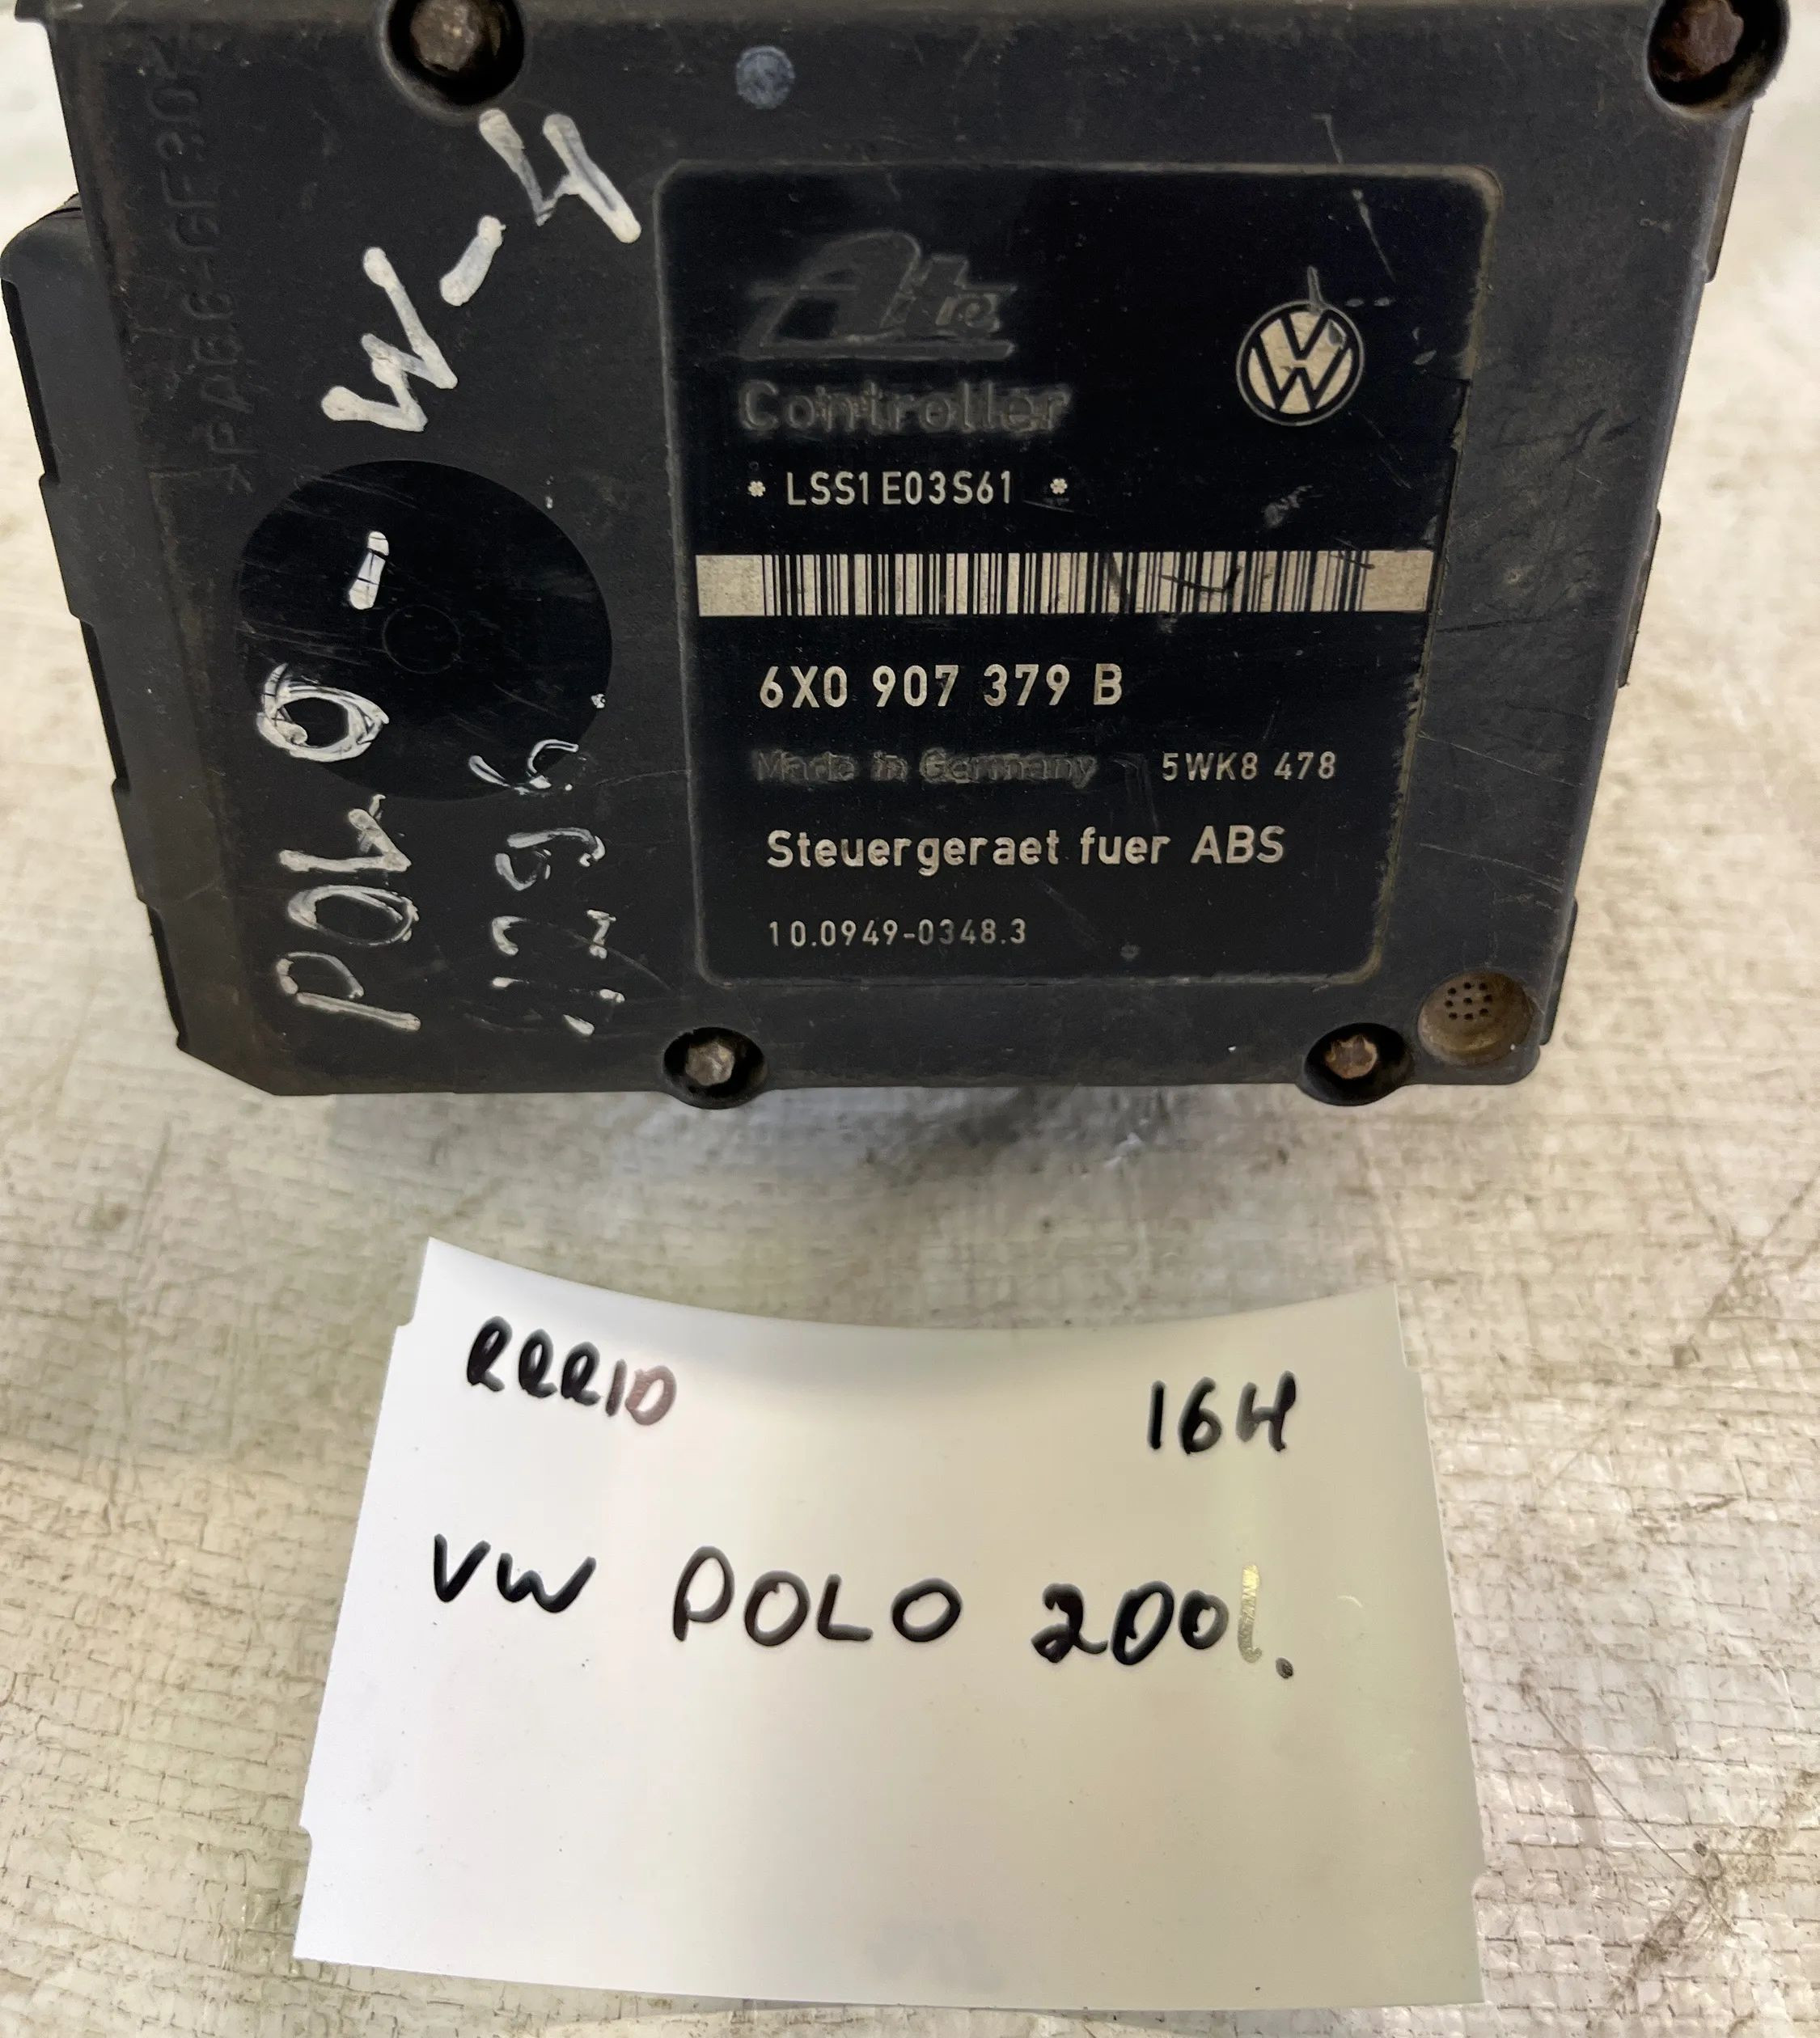 Ate
Controller
* LSS1E03S61 *
6X0 907 379 B
Made in Germany 5WK8 478
Steuergeraet fuer ABS
10.0949-0348.3
POLO - W-4
RRR10 16H
VW POLO 2001.